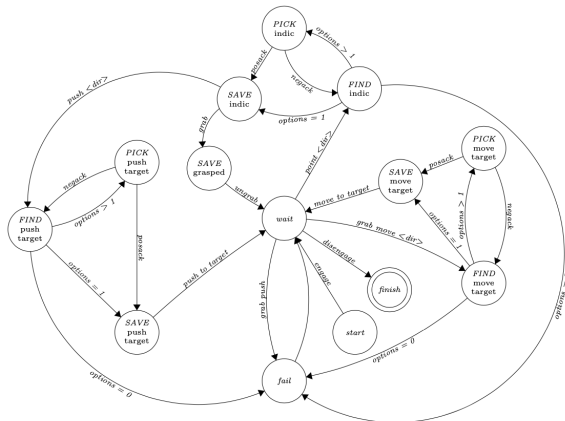 PICK
indic
options > 1
posack
negack
push <dir>
SAVE
indic
FIND
indic
options = 1
grab
point <dir>
PICK
push
target
SAVE
grasped
PICK
move
target
posack
SAVE
move
target
negack
ungrab
move to target
options > 1
options = 1
negack
options > 1
FIND
push
target
wait
grab move <dir>
posack
push to target
disengage
engage
FIND
move
target
finish
options =
options = 1
grab push
SAVE
push
target
start
options = 0
options = 0
fail